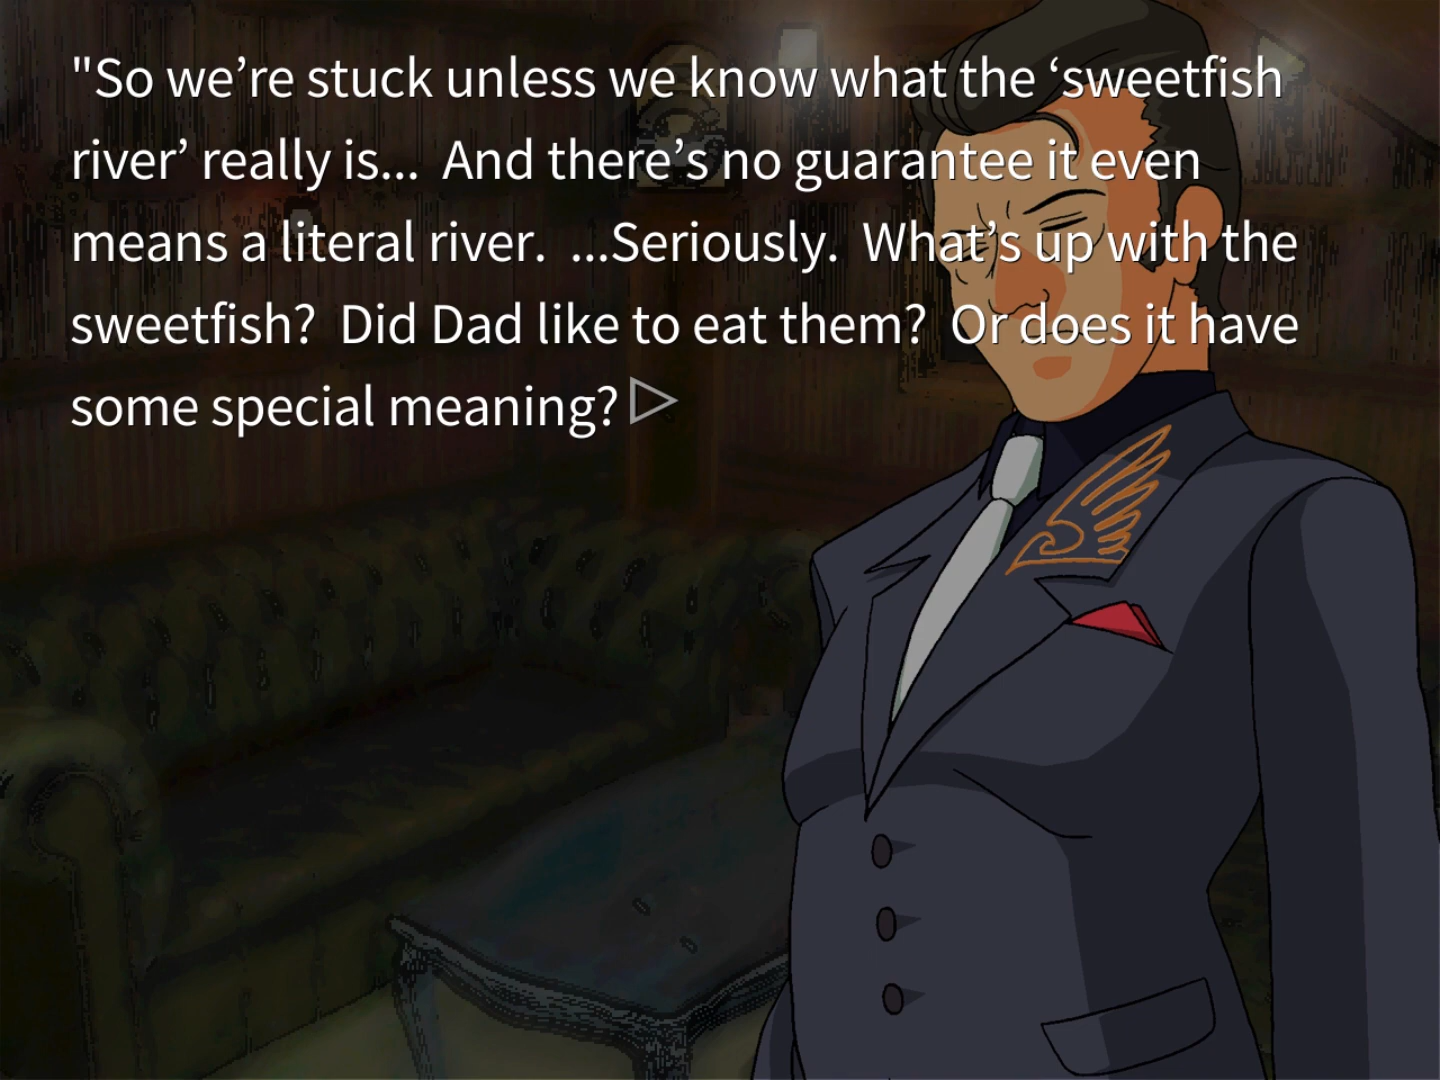 "So we’re stuck unless we know what the ‘sweetfish
river’ really is...  And there’s no guarantee it even
means a literal river.  ...Seriously.  What’s up with the
sweetfish?  Did Dad like to eat them?  Or does it have
some special meaning?